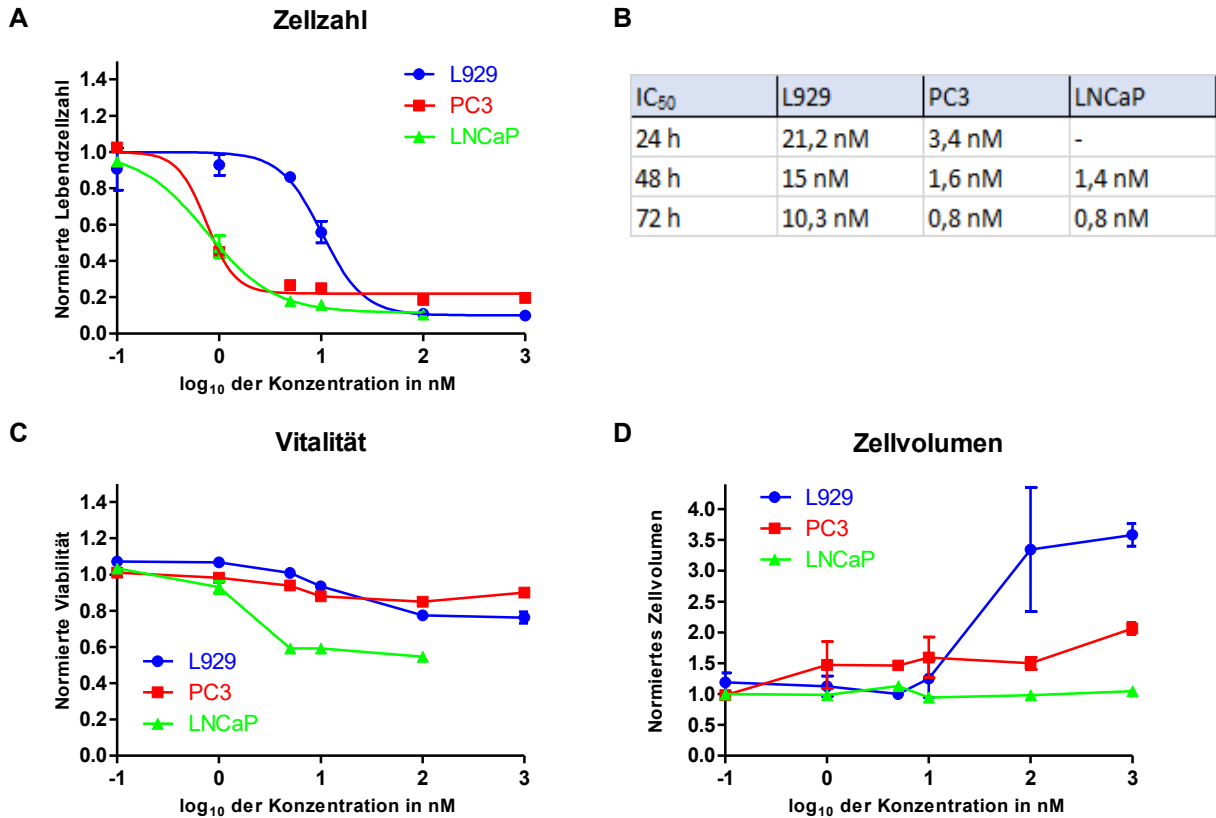 A
Zellzahl
L929
PC3
LNCaP
Normierte Lebendzellzahl
1.4
1.2
1.0
0.8
0.6
0.4
0.2
0.0
-1 0 1 2 3
log₁₀ der Konzentration in nM
B
IC₅₀ L929 PC3 LNCaP
24 h 21,2 nM 3,4 nM -
48 h 15 nM 1,6 nM 1,4 nM
72 h 10,3 nM 0,8 nM 0,8 nM
C
Vitalität
Normierte Viabilität
1.4
1.2
1.0
0.8
0.6
0.4
0.2
0.0
L929
PC3
LNCaP
-1 0 1 2 3
log₁₀ der Konzentration in nM
D
Zellvolumen
L929
PC3
LNCaP
Normiertes Zellvolumen
4.0
3.5
3.0
2.5
2.0
1.5
1.0
0.5
0.0
-1 0 1 2 3
log₁₀ der Konzentration in nM